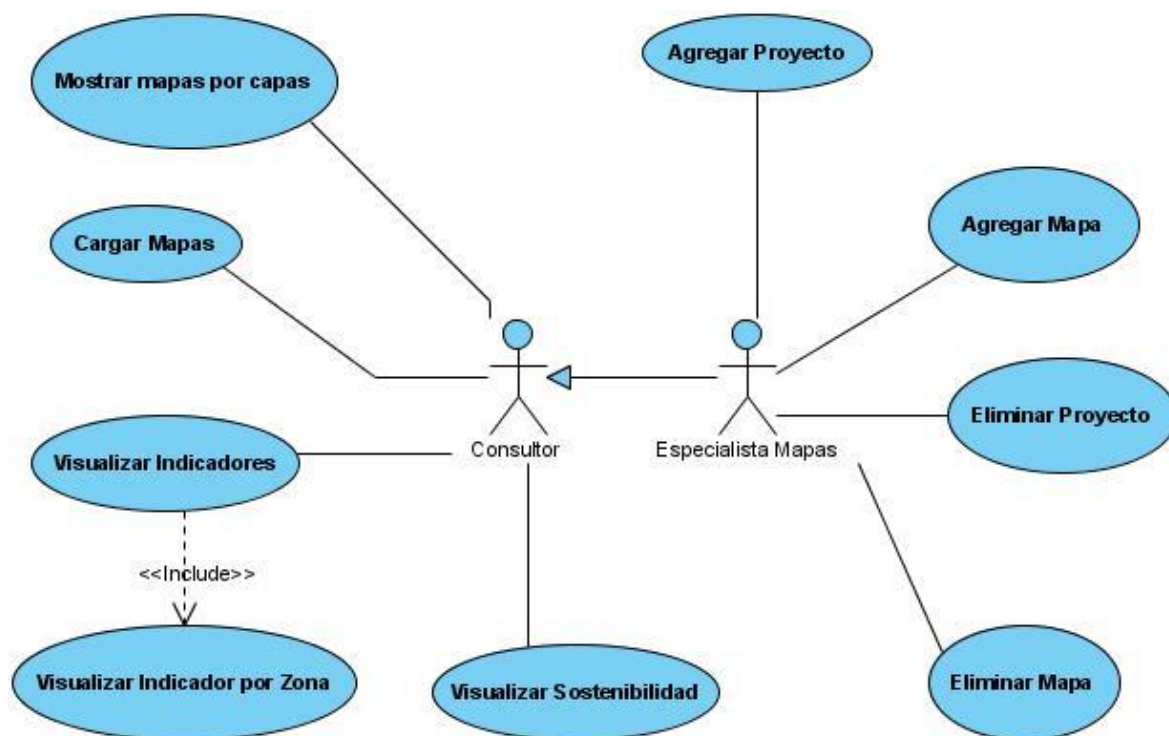 Mostrar mapas por capas
Agregar Proyecto
Cargar Mapas
Agregar Mapa
Consultor
Especialista Mapas
Eliminar Proyecto
Visualizar Indicadores
<<Include>>
Visualizar Indicador por Zona
Visualizar Sostenibilidad
Eliminar Mapa